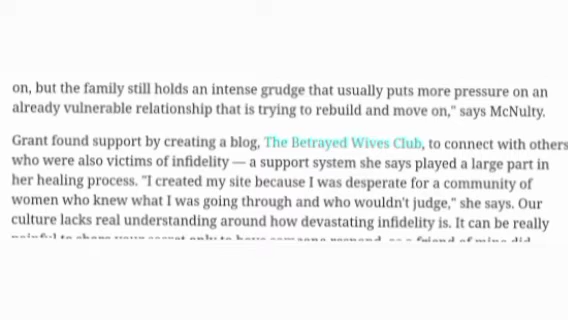 on, but the family still holds an intense grudge that usually puts more pressure on an
already vulnerable relationship that is trying to rebuild and move on," says McNulty.
Grant found support by creating a blog, The Betrayed Wives Club, to connect with others
who were also victims of infidelity — a support system she says played a large part in
her healing process. "I created my site because I was desperate for a community of
women who knew what I was going through and who wouldn't judge," she says. Our
culture lacks real understanding around how devastating infidelity is. It can be really